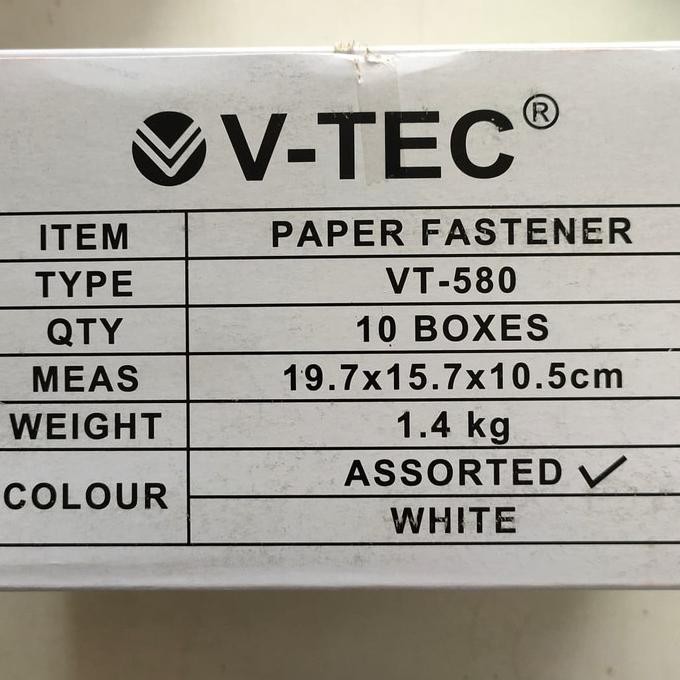 V-TEC®
ITEM PAPER FASTENER
TYPE VT-580
QTY 10 BOXES
MEAS 19.7x15.7x10.5cm
WEIGHT 1.4 kg
COLOUR ASSORTED ✓
WHITE